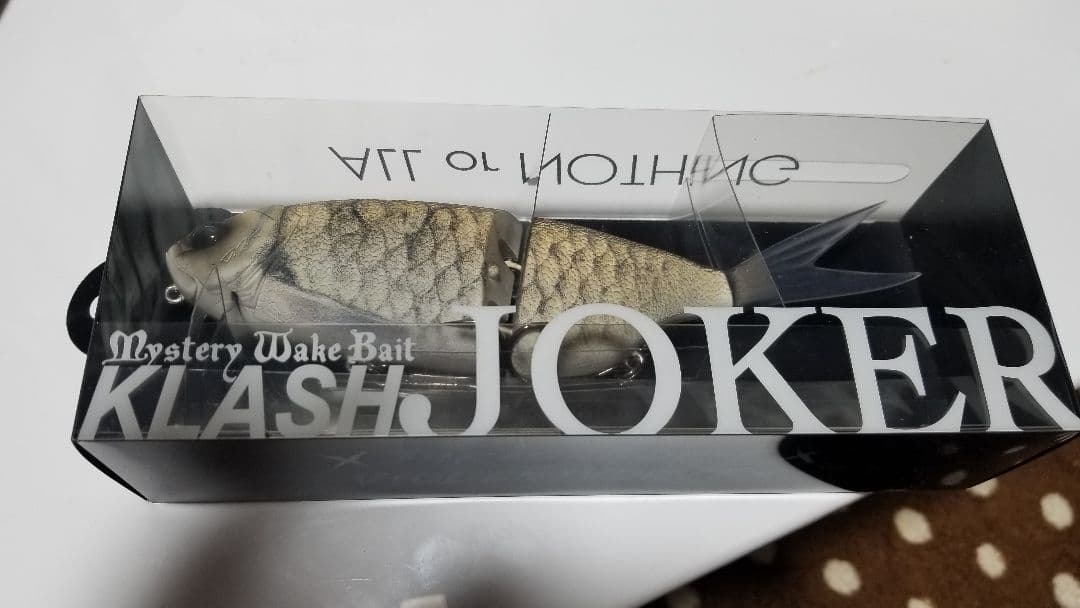 ALL or NOTHiNG
Mystery Wake Bait
KLASH JOKER